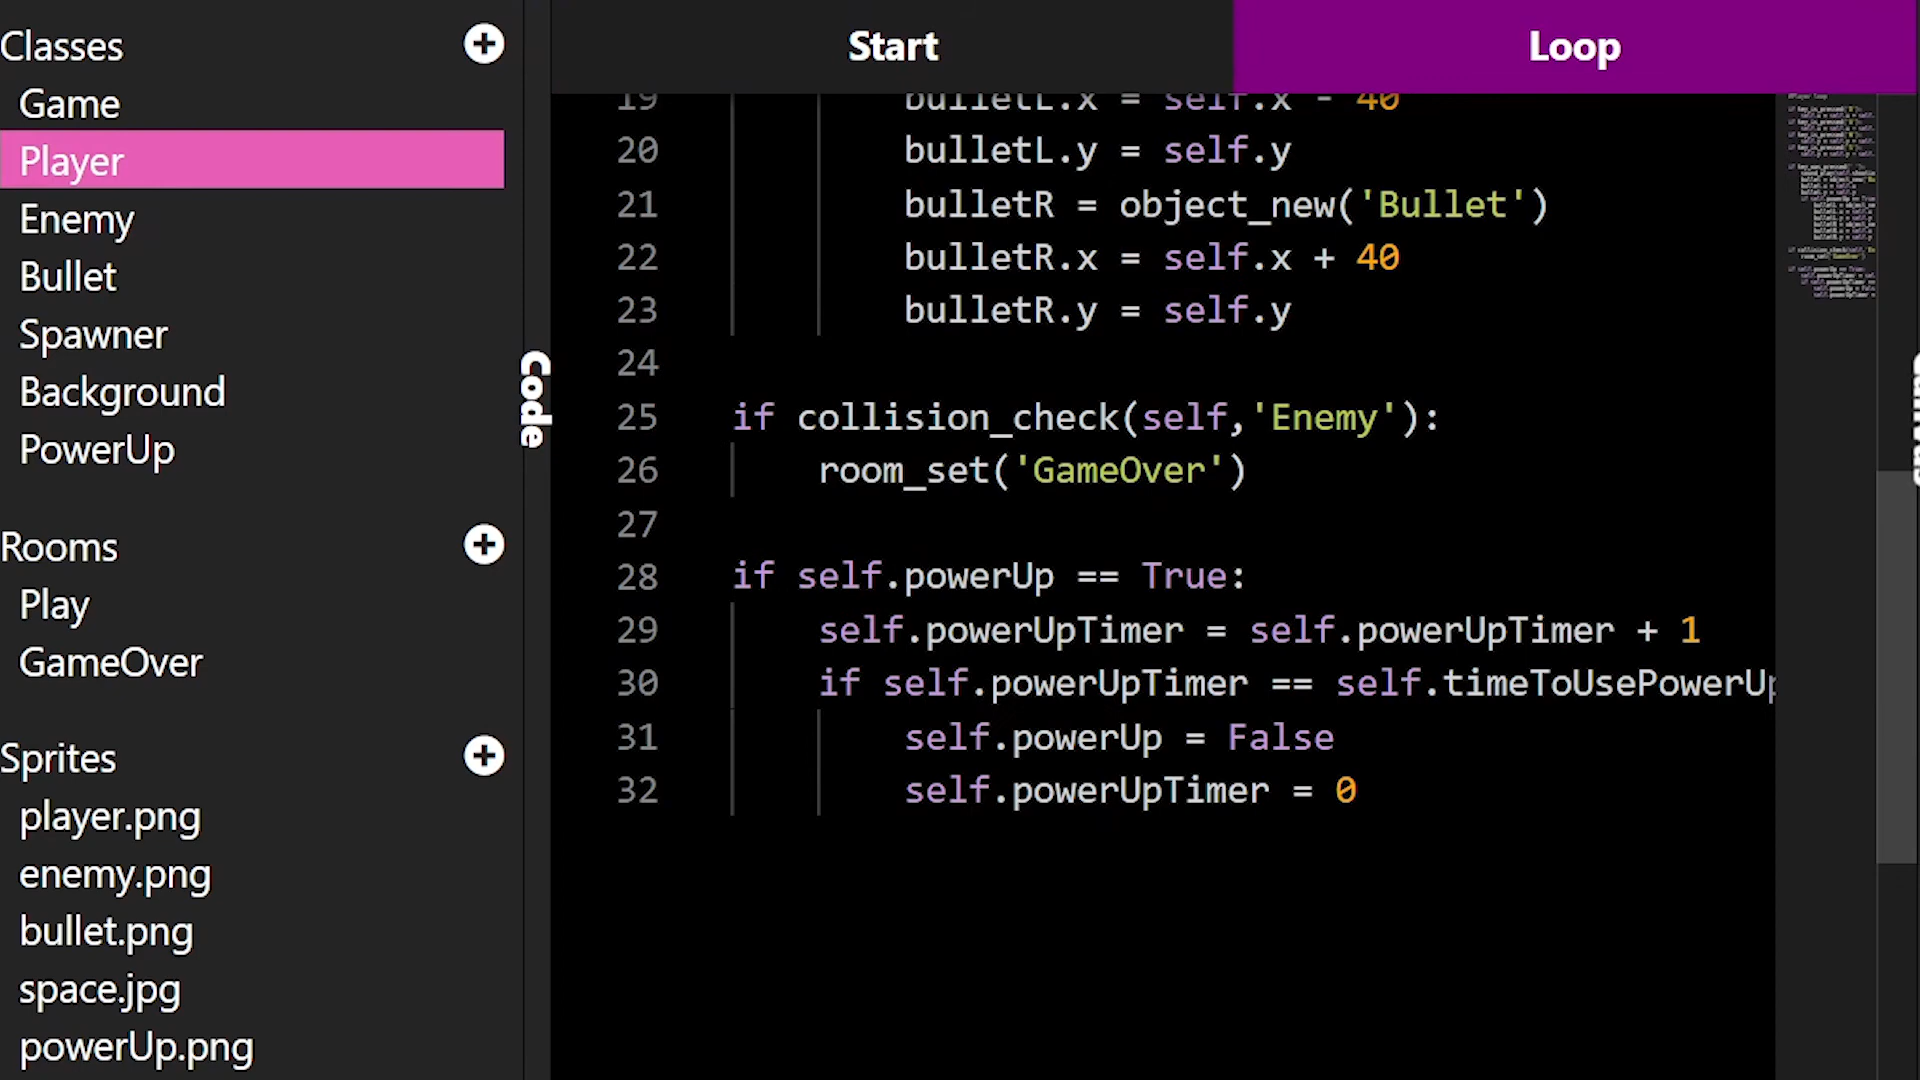 Classes
Game
Player
Enemy
Bullet
Spawner
Background
PowerUp
Rooms
Play
GameOver
Sprites
player.png
enemy.png
bullet.png
space.jpg
powerUp.png
Code
Start
Loop
19 bulletL.x = self.x - 40
20 bulletL.y = self.y
21 bulletR = object_new('Bullet')
22 bulletR.x = self.x + 40
23 bulletR.y = self.y
24
25 if collision_check(self,'Enemy'):
26 room_set('GameOver')
27
28 if self.powerUp == True:
29 self.powerUpTimer = self.powerUpTimer + 1
30 if self.powerUpTimer == self.timeToUsePowerUp
31 self.powerUp = False
32 self.powerUpTimer = 0